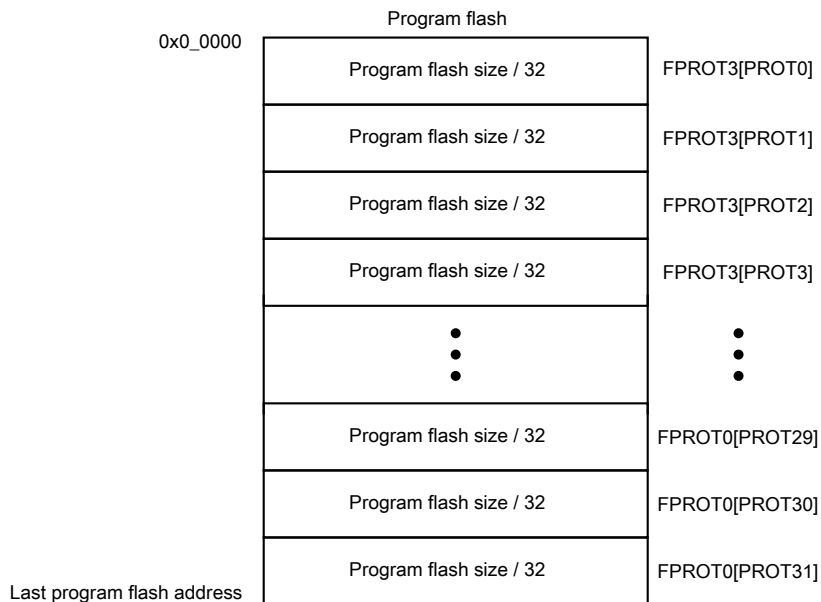 Program flash
0x0_0000
Program flash size / 32 FPROT3[PROT0]
Program flash size / 32 FPROT3[PROT1]
Program flash size / 32 FPROT3[PROT2]
Program flash size / 32 FPROT3[PROT3]
Program flash size / 32 FPROT0[PROT29]
Program flash size / 32 FPROT0[PROT30]
Program flash size / 32 FPROT0[PROT31]
Last program flash address